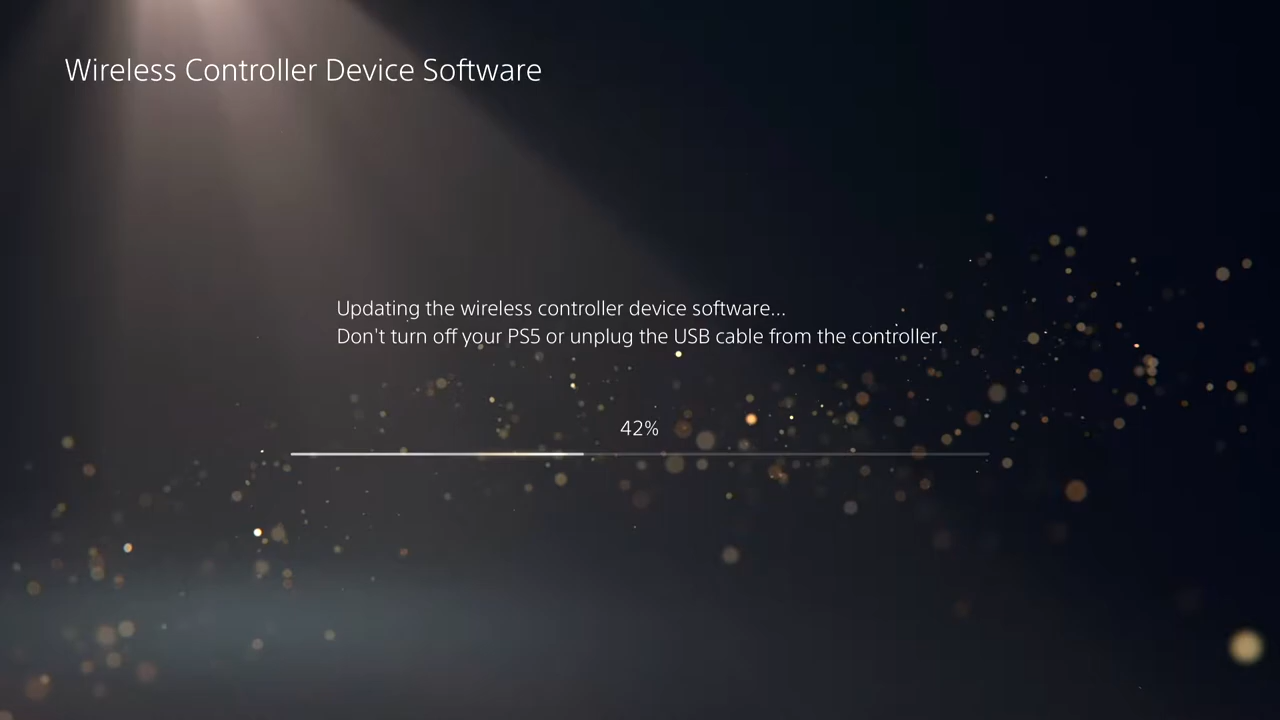 Wireless Controller Device Software
Updating the wireless controller device software...
Don't turn off your PS5 or unplug the USB cable from the controller.
42%